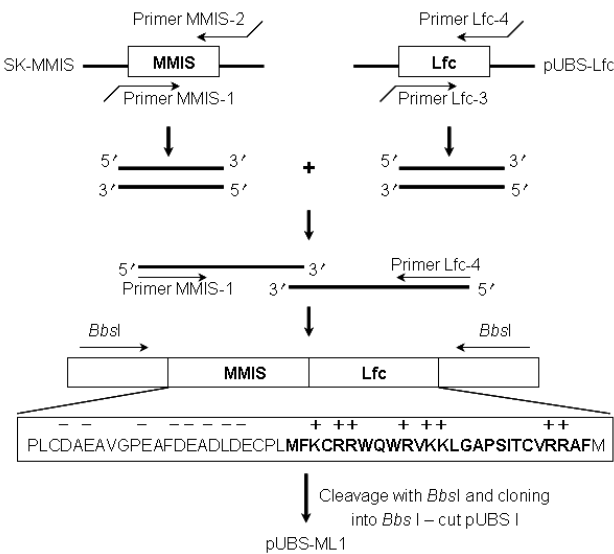 Primer MMIS-2
Primer Lfc-4
SK-MMIS
MMIS
Lfc
pUBS-Lfc
Primer MMIS-1
Primer Lfc-3
5′ 3′
3′ 5′
+
5′ 3′
3′ 5′
5′ 3′
Primer MMIS-1
Primer Lfc-4
3′ 5′
BbsI
BbsI
MMIS
Lfc
– – – – – – – – + + + + + + + +
PLCDAEAVGPEAFDEADLDECPLMFKCRRWQWRVKKLGAPSITCVRRAFM
Cleavage with BbsI and cloning
into Bbs I – cut pUBS I
pUBS-ML1